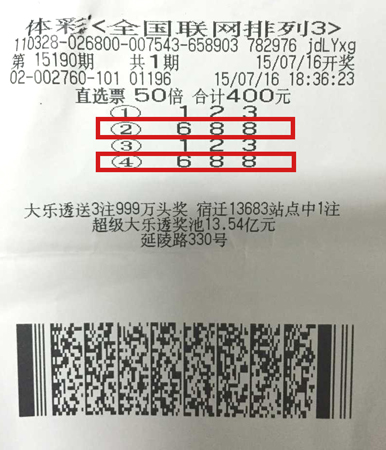 体彩<全国联网排列3>
110328-026800-007543-658903 782976 jdLYxg
第 15190期 共1期 15/07/16开奖
02-002760-101 01196 15/07/16 18:36:23
直选票 50倍 合计400元
① 1 2 3
② 6 8 8
③ 1 2 3
④ 6 8 8
大乐透送3注999万头奖 宿迁13683站点中1注
超级大乐透奖池13.54亿元
延陵路330号